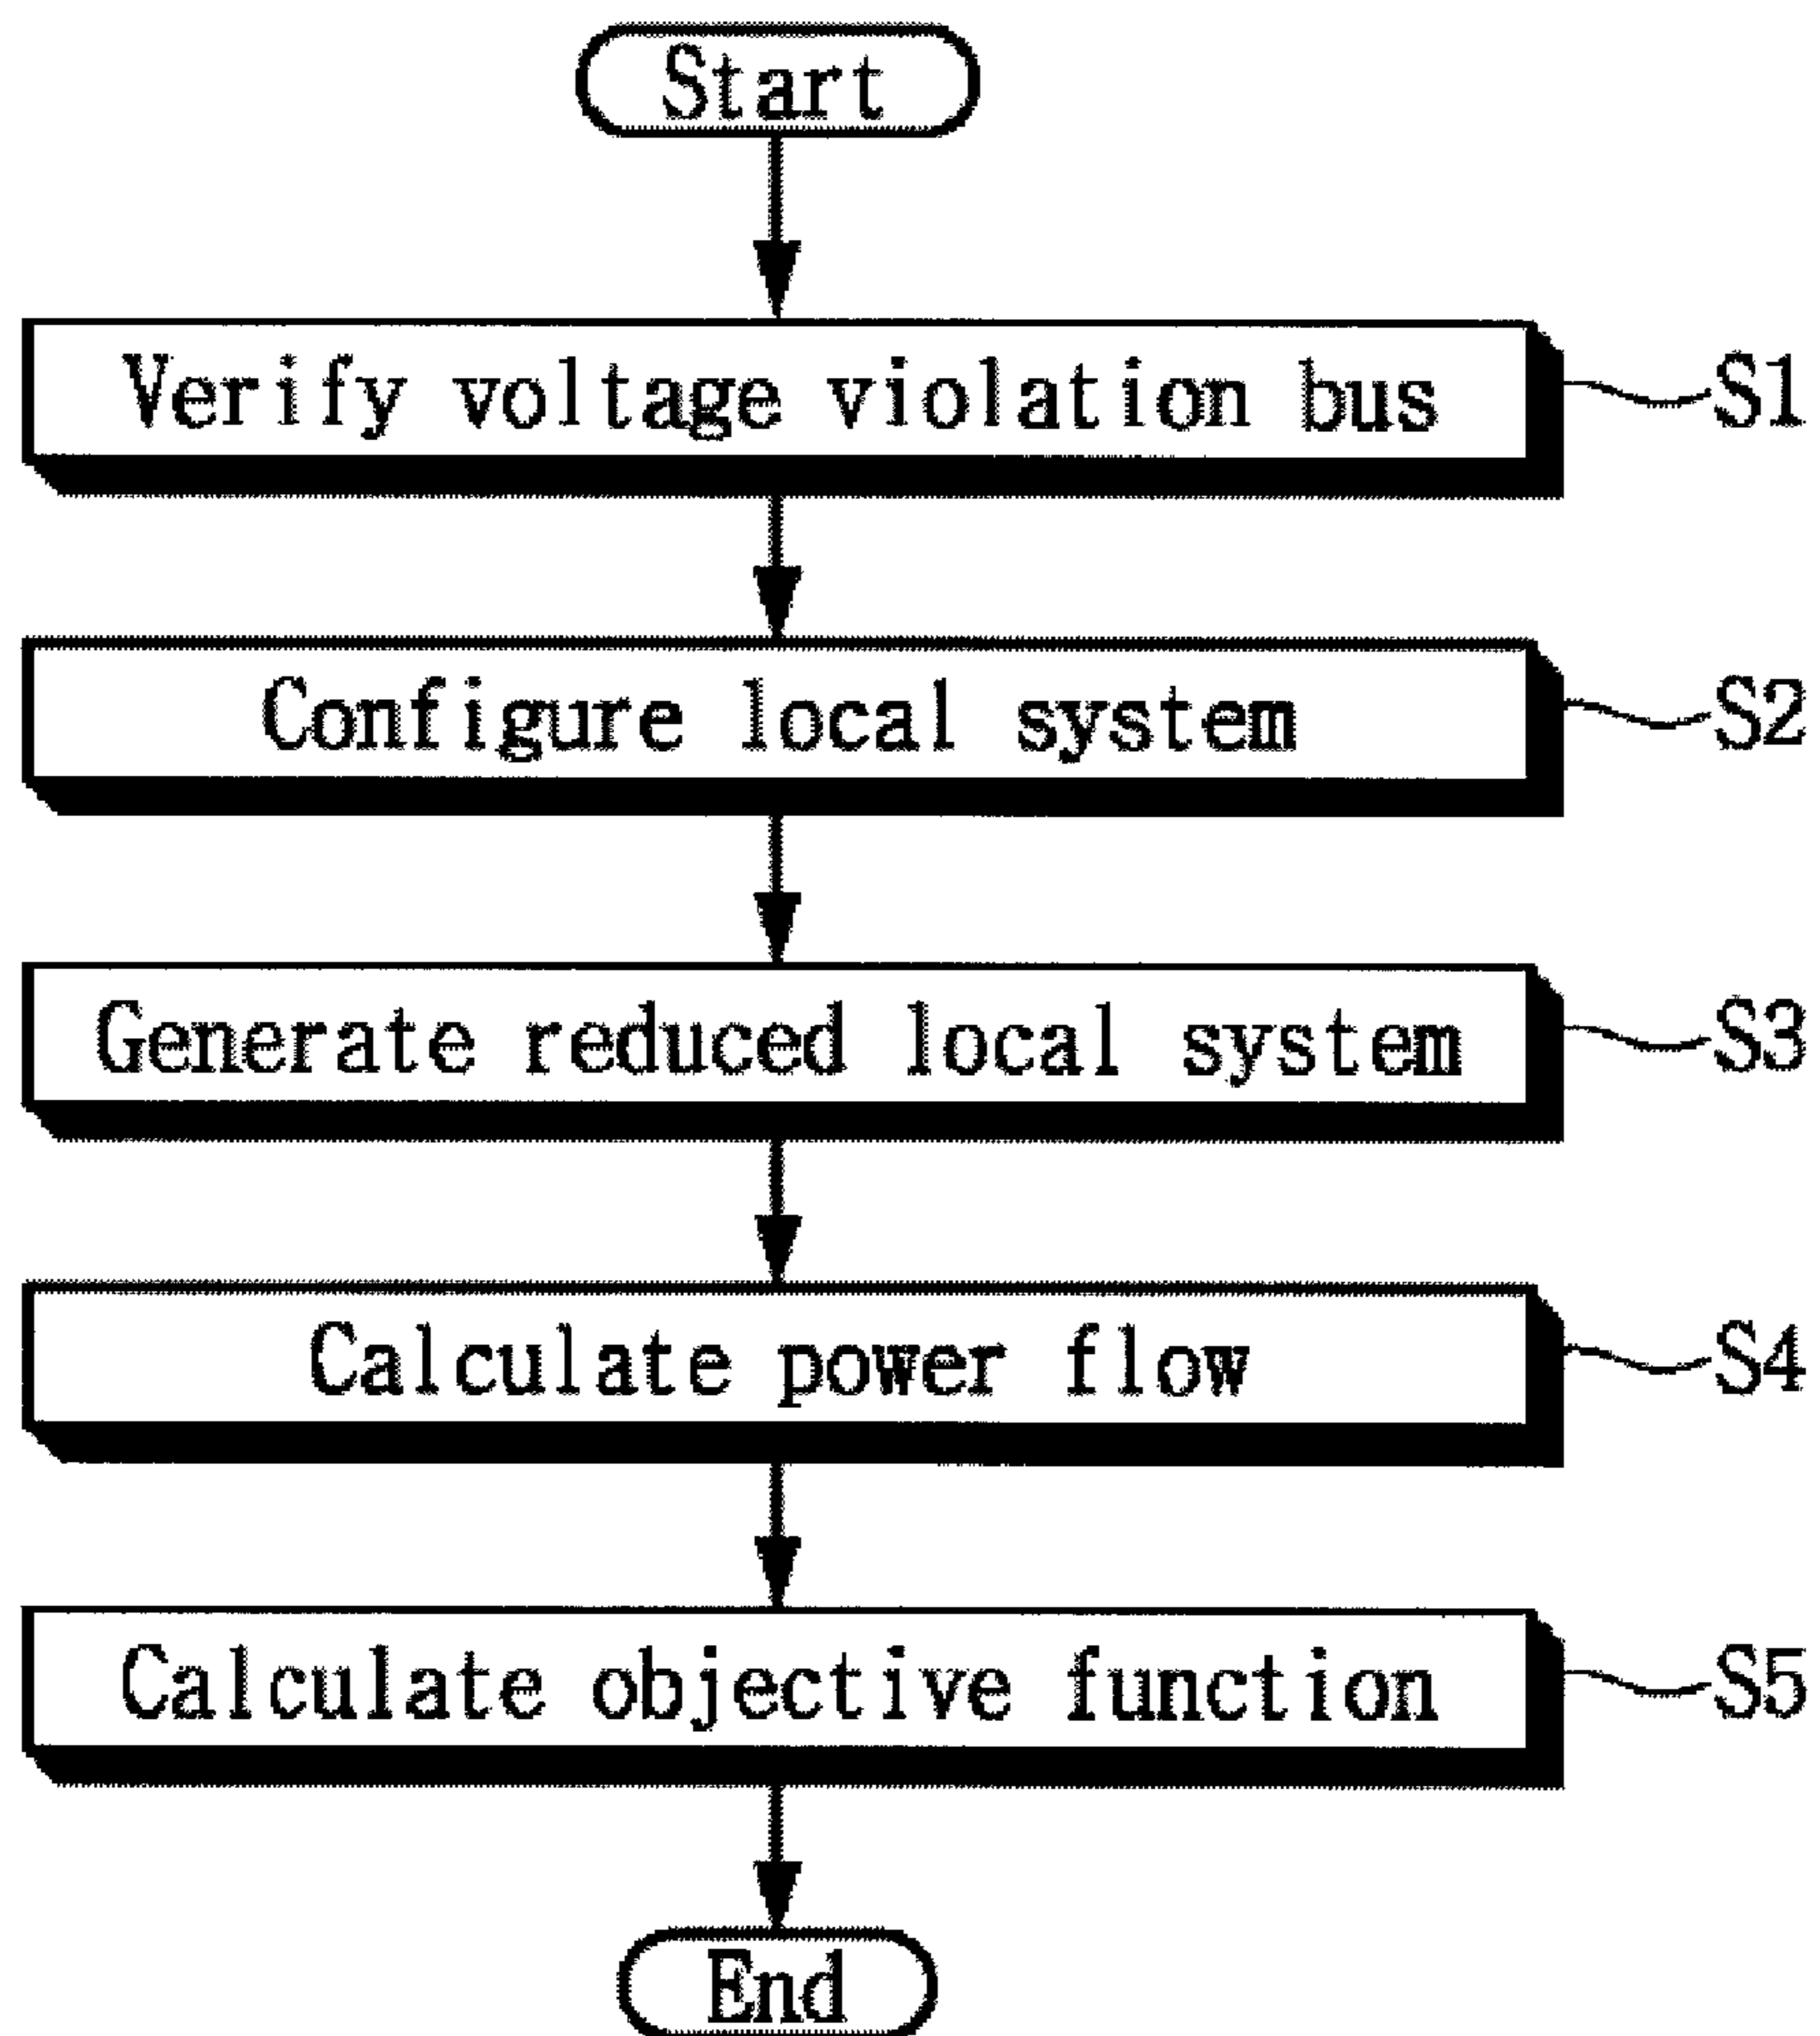 Start
Verify voltage violation bus
S1
Configure local system
S2
Generate reduced local system
S3
Calculate power flow
S4
Calculate objective function
S5
End